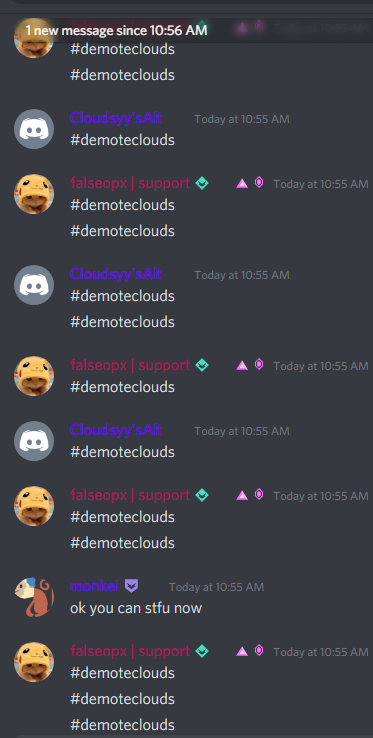 1 new message since 10:56 AM
#demoteclouds
#demoteclouds
Cloudsyy'sAlt Today at 10:55 AM
#demoteclouds
falseopx | support Today at 10:55 AM
#demoteclouds
#demoteclouds
Cloudsyy'sAlt Today at 10:55 AM
#demoteclouds
#demoteclouds
falseopx | support Today at 10:55 AM
#demoteclouds
Cloudsyy'sAlt Today at 10:55 AM
#demoteclouds
falseopx | support Today at 10:55 AM
#demoteclouds
#demoteclouds
monkei Today at 10:55 AM
ok you can stfu now
falseopx | support Today at 10:55 AM
#demoteclouds
#demoteclouds
#demoteclouds